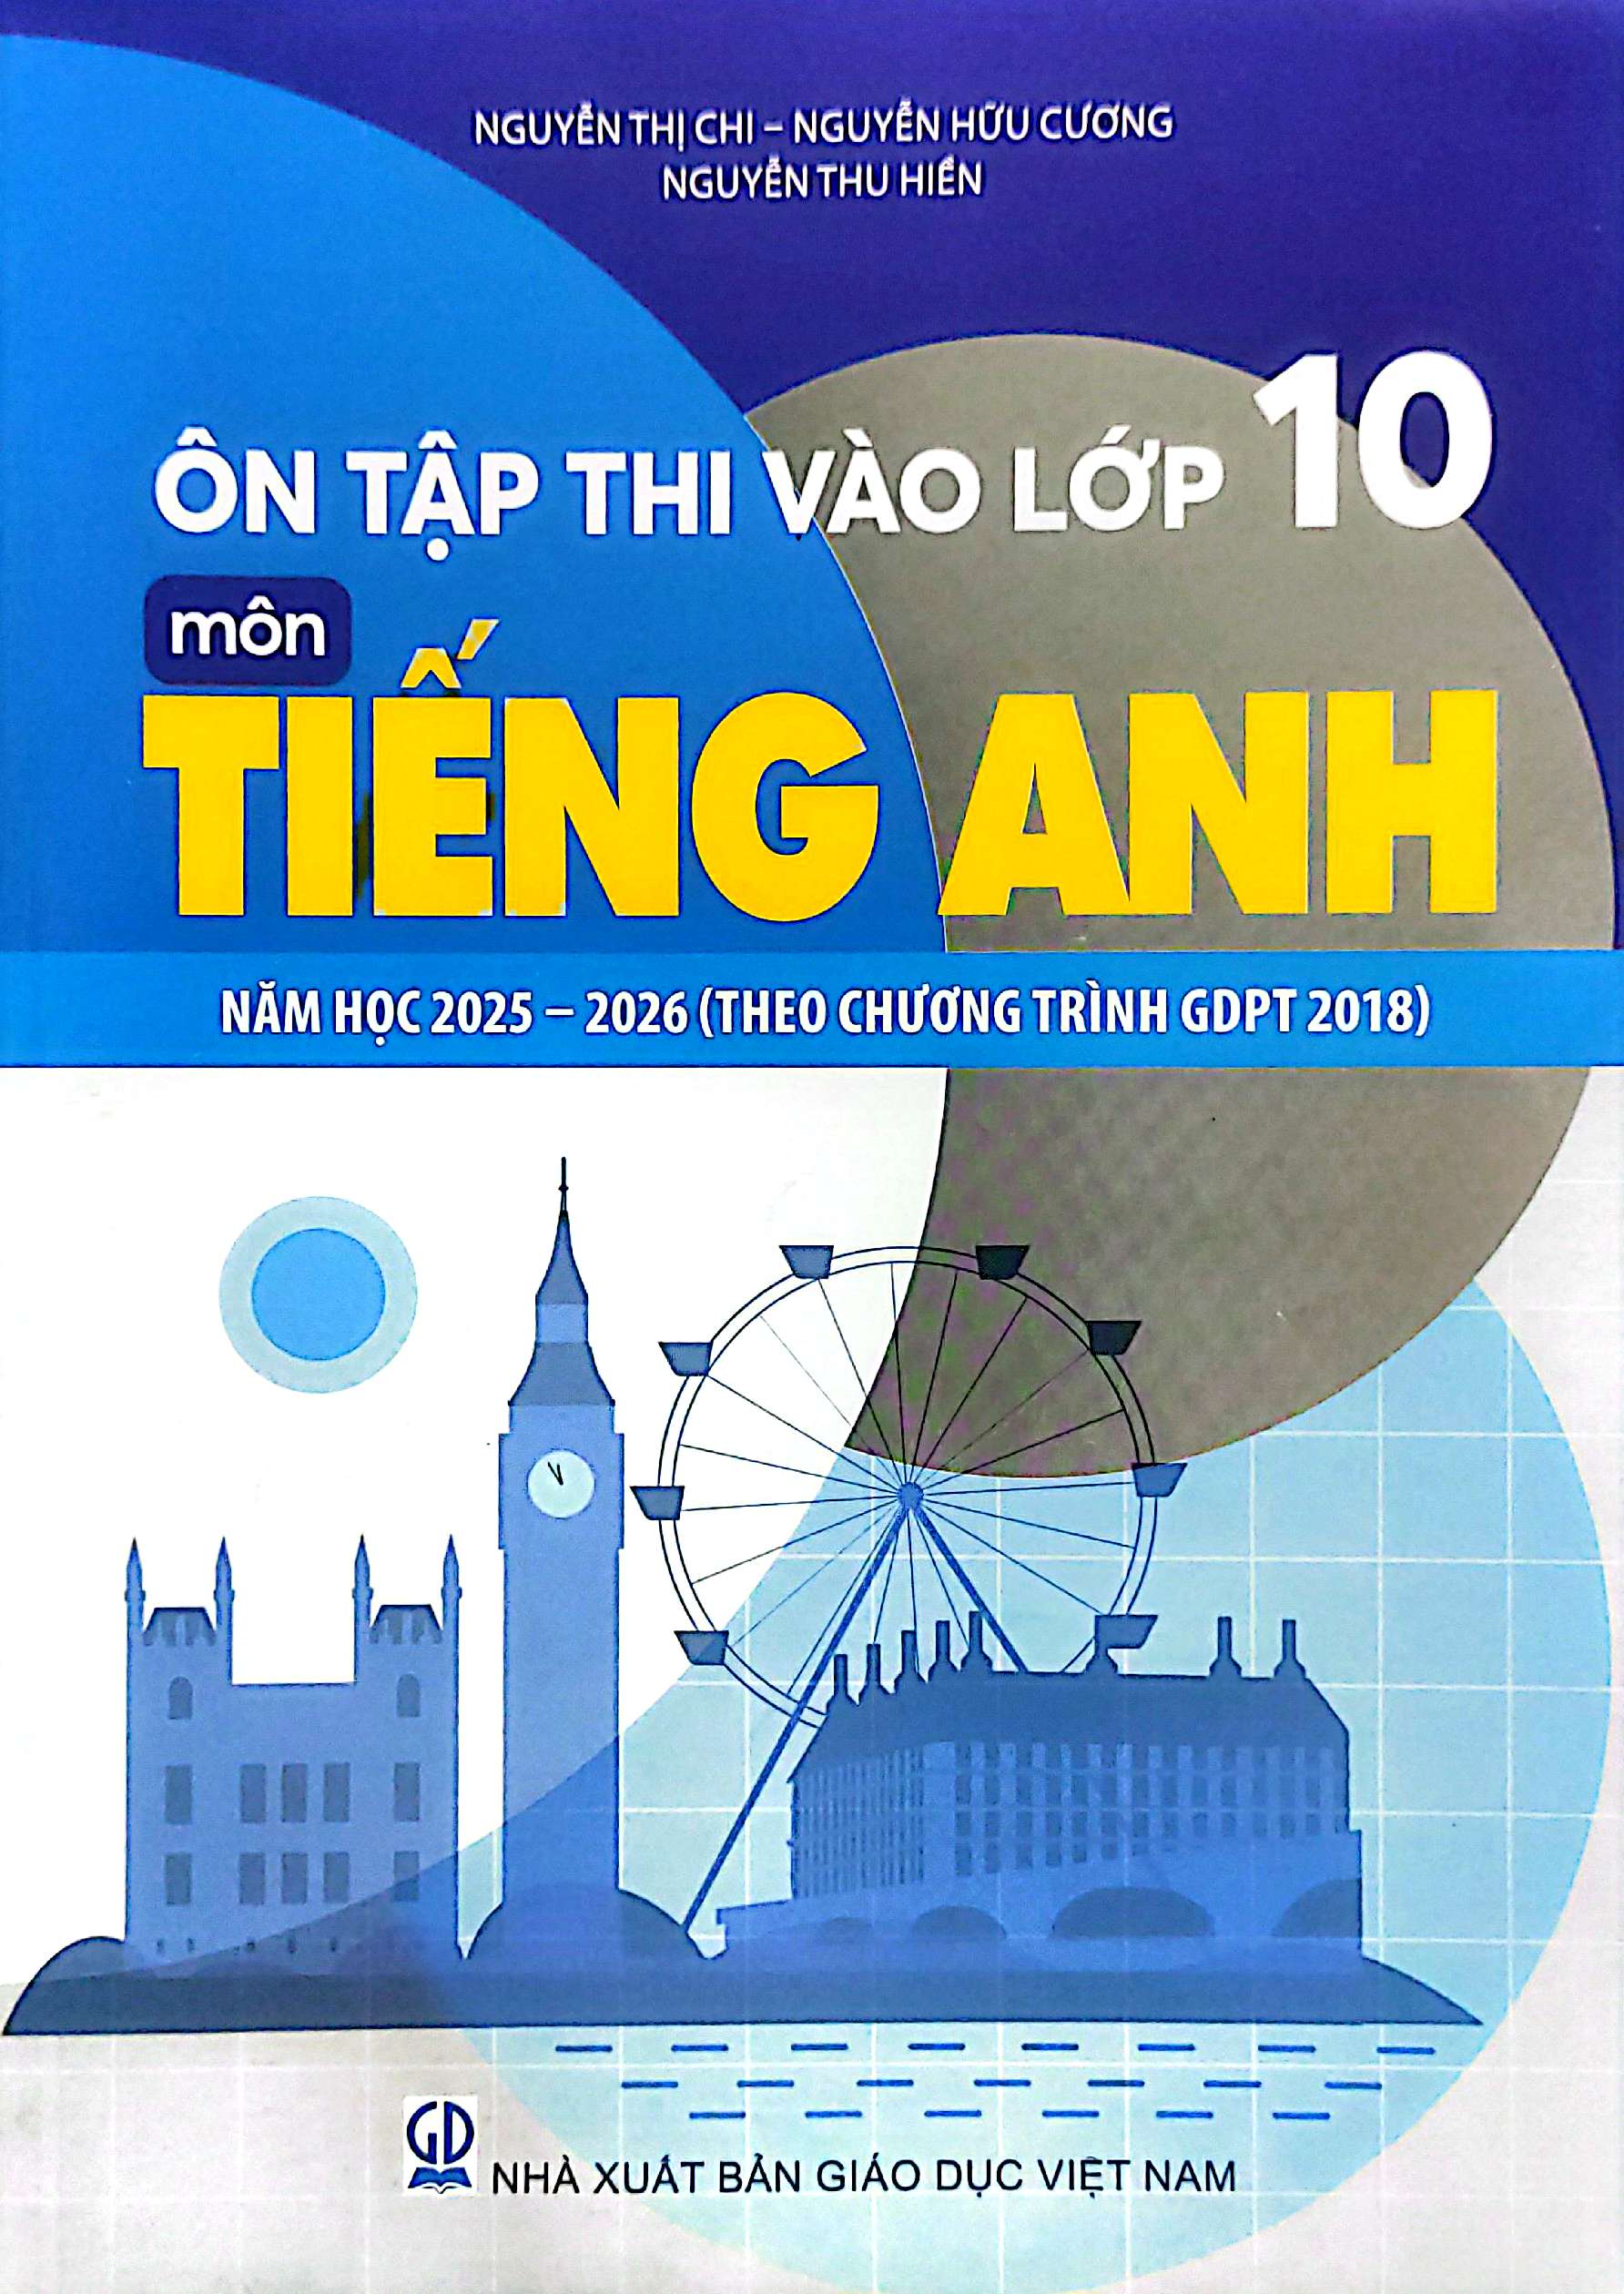 NGUYỄN THỊ CHI – NGUYỄN HỮU CƯƠNG
NGUYỄN THU HIỀN
ÔN TẬP THI VÀO LỚP 10
môn
TIẾNG ANH
NĂM HỌC 2025 – 2026 (THEO CHƯƠNG TRÌNH GDPT 2018)
GD
NHÀ XUẤT BẢN GIÁO DỤC VIỆT NAM